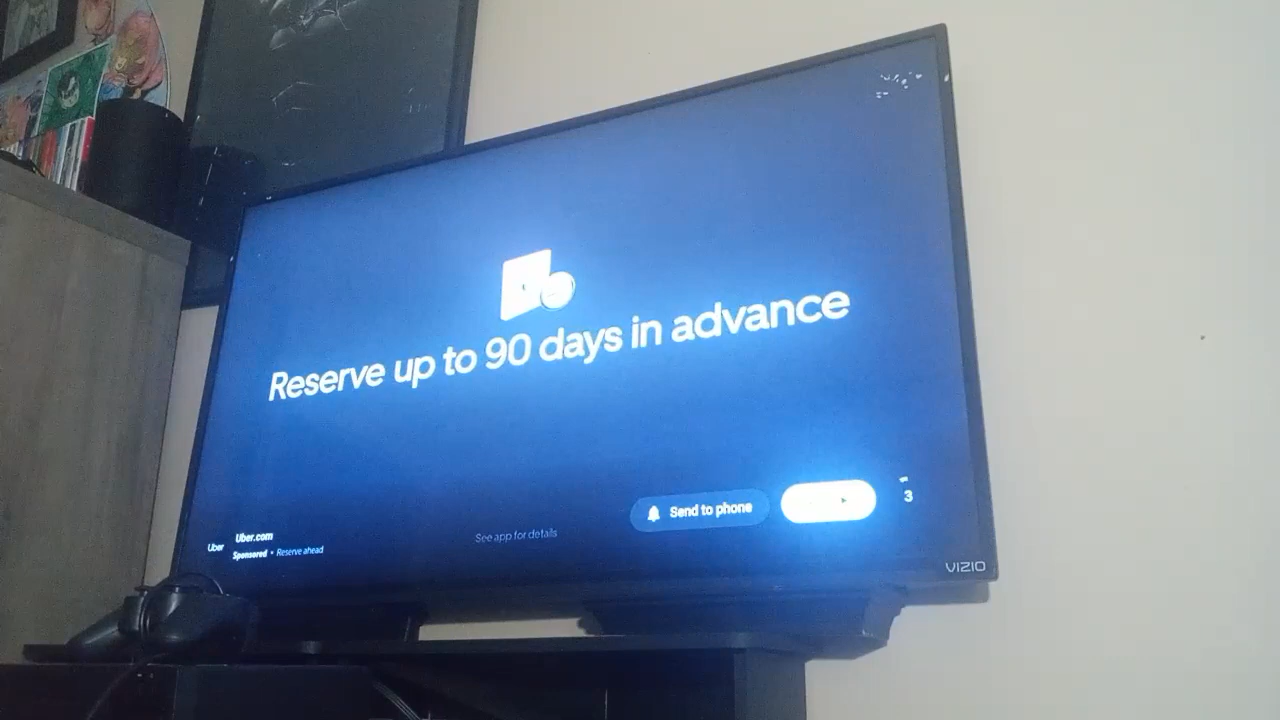 Reserve up to 90 days in advance
Send to phone
3
See app for details
Uber
Uber.com
Sponsored • Reserve ahead
VIZIO